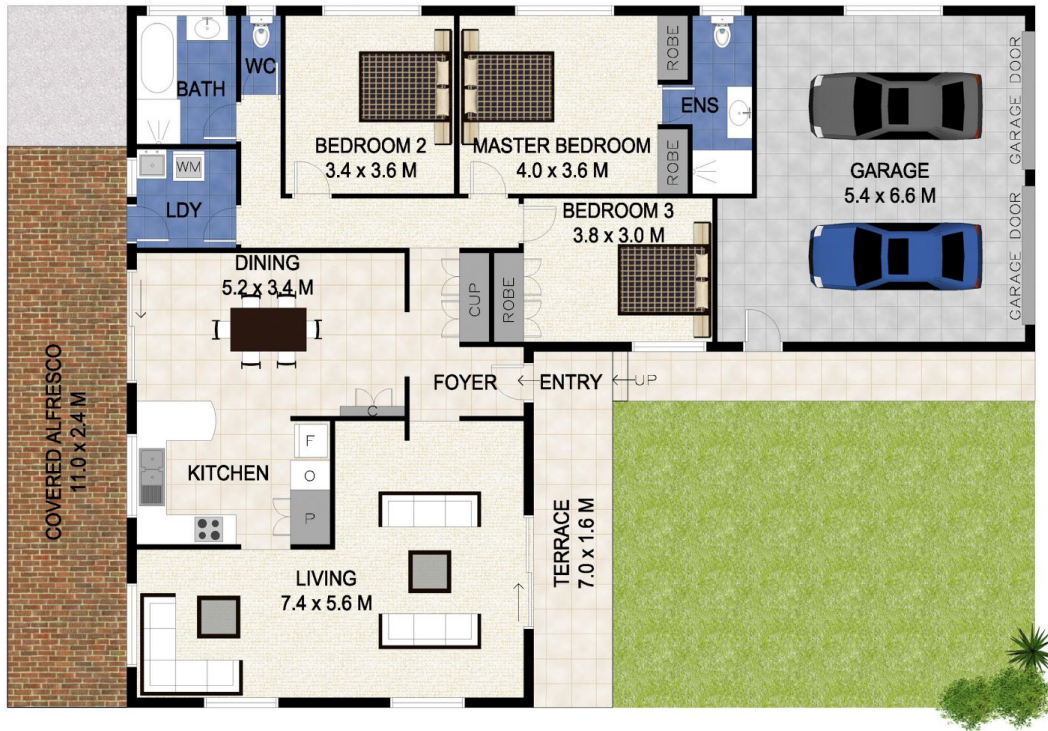 BATH
WC
BEDROOM 2
3.4 x 3.6 M
MASTER BEDROOM
4.0 x 3.6 M
ROBE
ROBE
ENS
GARAGE
5.4 x 6.6 M
GARAGE DOOR
GARAGE DOOR
WM
LDY
BEDROOM 3
3.8 x 3.0 M
DINING
5.2 x 3.4 M
CUP
ROBE
FOYER
ENTRY
UP
C
COVERED ALFRESCO
11.0 x 2.4 M
KITCHEN
F
O
P
LIVING
7.4 x 5.6 M
TERRACE
7.0 x 1.6 M